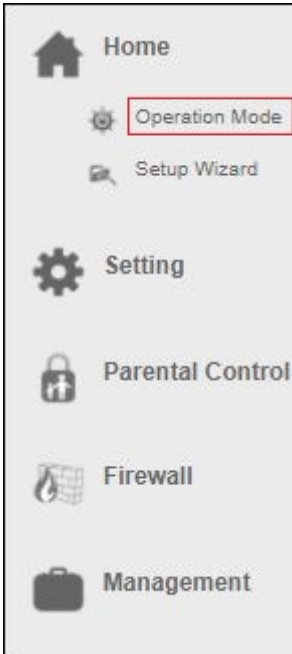 Home
Operation Mode
Setup Wizard
Setting
Parental Control
Firewall
Management